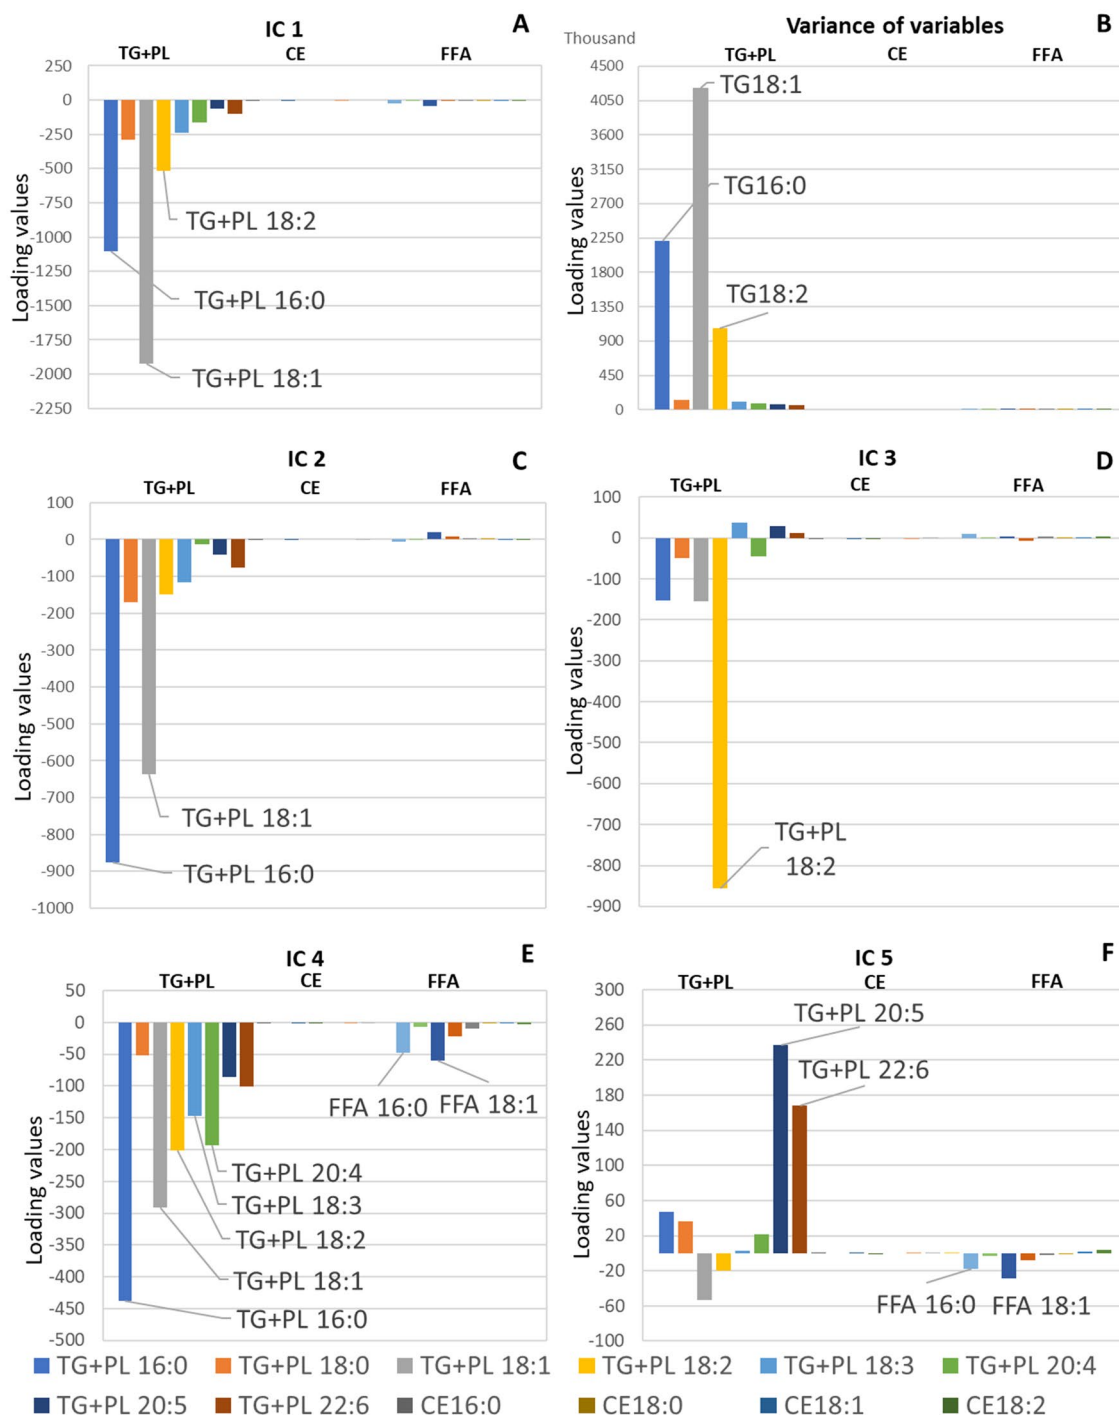 IC 1
A
TG+PL CE FFA
250
0
-250
-500
-750
-1000
-1250
-1500
-1750
-2000
-2250
Loading values
TG+PL 18:2
TG+PL 16:0
TG+PL 18:1
Variance of variables
B
Thousand
TG+PL CE FFA
4500
4050
3600
3150
2700
2250
1800
1350
900
450
0
Loading values
TG18:1
TG16:0
TG18:2
IC 2
C
TG+PL CE FFA
100
0
-100
-200
-300
-400
-500
-600
-700
-800
-900
-1000
Loading values
TG+PL 18:1
TG+PL 16:0
IC 3
D
TG+PL CE FFA
100
0
-100
-200
-300
-400
-500
-600
-700
-800
-900
Loading values
TG+PL
18:2
IC 4
E
TG+PL CE FFA
50
0
-50
-100
-150
-200
-250
-300
-350
-400
-450
-500
Loading values
FFA 16:0 FFA 18:1
TG+PL 20:4
TG+PL 18:3
TG+PL 18:2
TG+PL 18:1
TG+PL 16:0
IC 5
F
TG+PL CE FFA
300
260
220
180
140
100
60
20
-20
-60
-100
Loading values
TG+PL 20:5
TG+PL 22:6
FFA 16:0 FFA 18:1
TG+PL 16:0 TG+PL 18:0 TG+PL 18:1 TG+PL 18:2 TG+PL 18:3 TG+PL 20:4
TG+PL 20:5 TG+PL 22:6 CE16:0 CE18:0 CE18:1 CE18:2